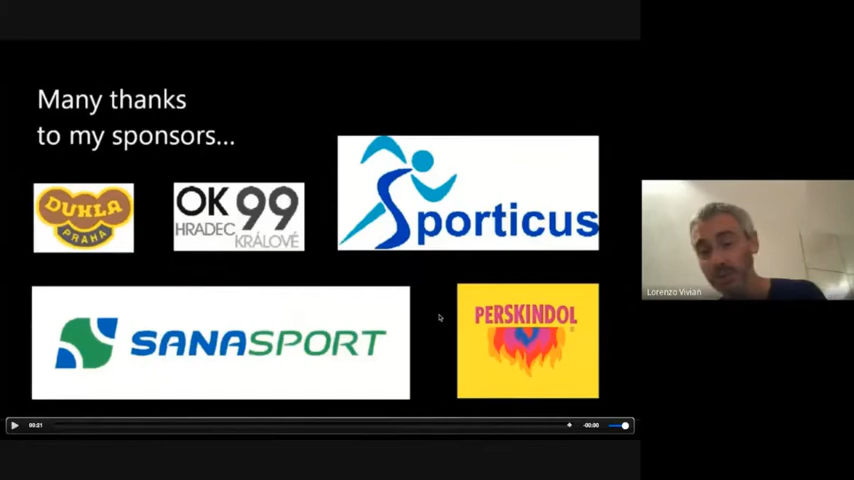 Many thanks
to my sponsors...
DUKLA
PRAHA
OK 99
HRADEC
KRÁLOVÉ
Sporticus
SANASPORT
PERSKINDOL
Lorenzo Vivian
00:21
-00:00